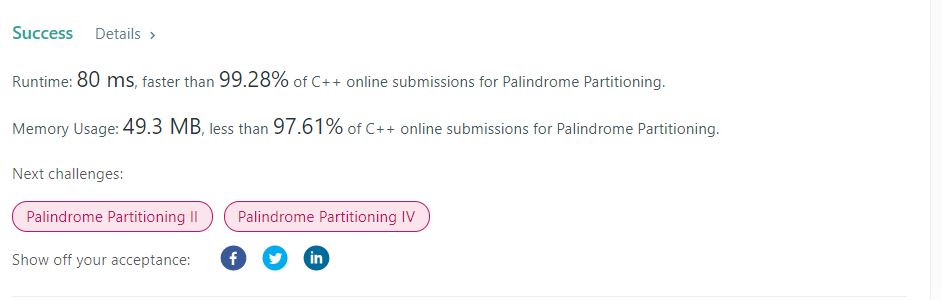 Success Details >
Runtime: 80 ms, faster than 99.28% of C++ online submissions for Palindrome Partitioning.
Memory Usage: 49.3 MB, less than 97.61% of C++ online submissions for Palindrome Partitioning.
Next challenges:
Palindrome Partitioning II Palindrome Partitioning IV
Show off your acceptance: f in